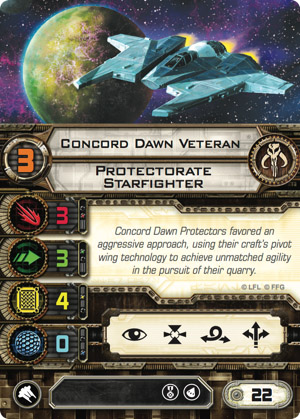 CONCORD DAWN VETERAN
3
PROTECTORATE
STARFIGHTER
3
3
4
0
Concord Dawn Protectors favored an
aggressive approach, using their craft's pivot
wing technology to achieve unmatched agility
in the pursuit of their quarry.
© LFL © FFG
22